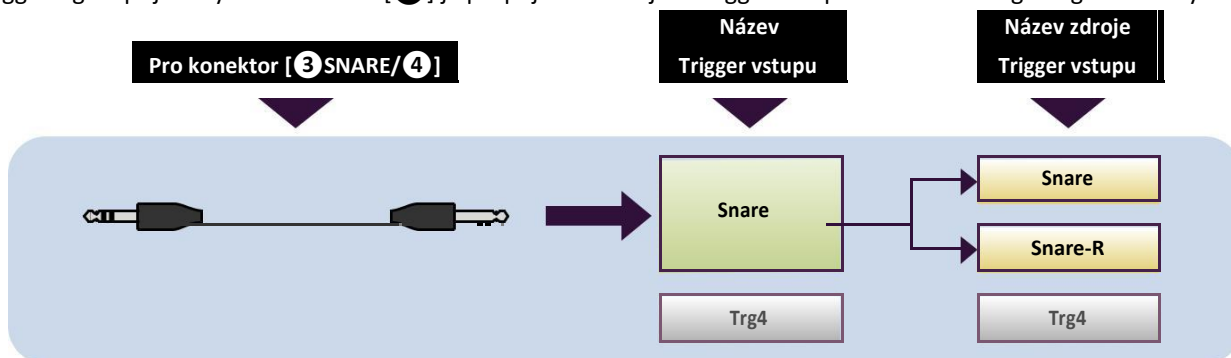 Název
Název zdroje
Pro konektor [❸SNARE/❹]
Trigger vstupu
Trigger vstupu
Snare
Snare
Snare-R
Trg4
Trg4